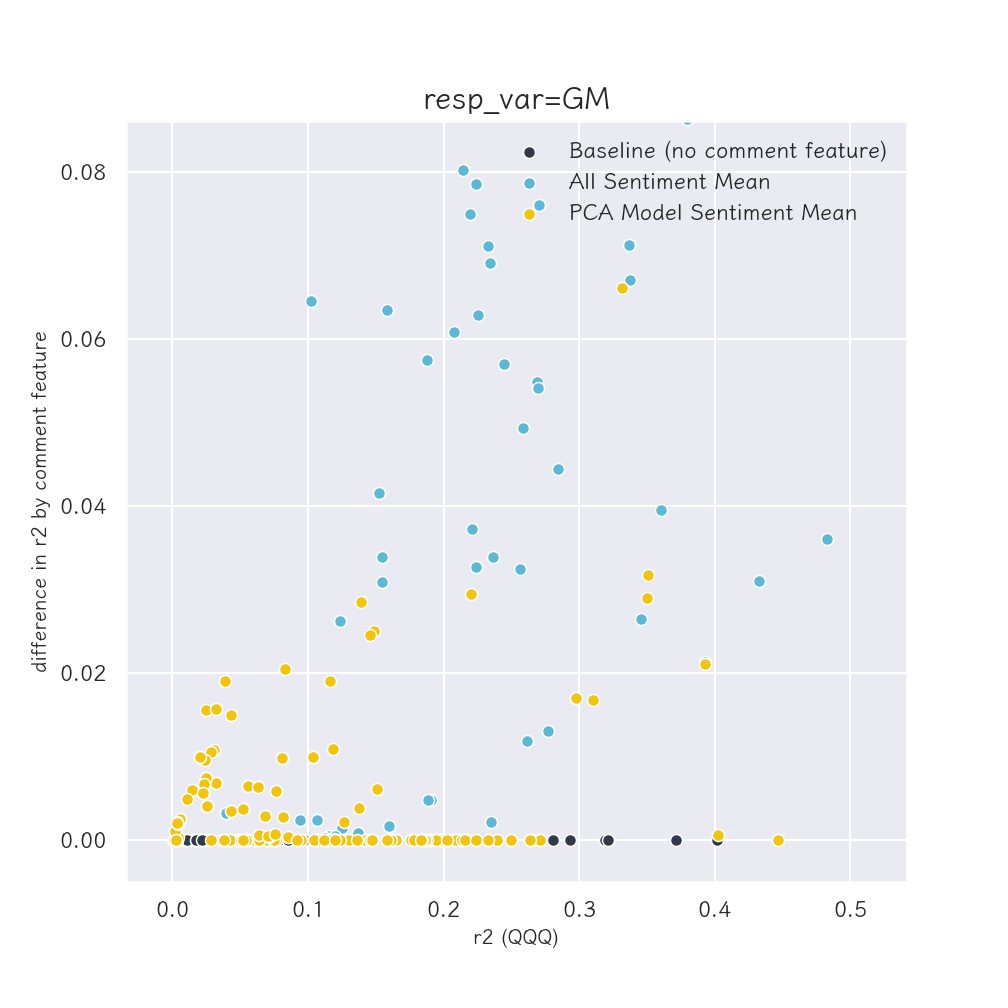 resp_var=GM
Baseline (no comment feature)
All Sentiment Mean
PCA Model Sentiment Mean
difference in r2 by comment feature
0.08
0.06
0.04
0.02
0.00
0.0 0.1 0.2 0.3 0.4 0.5
r2 (QQQ)